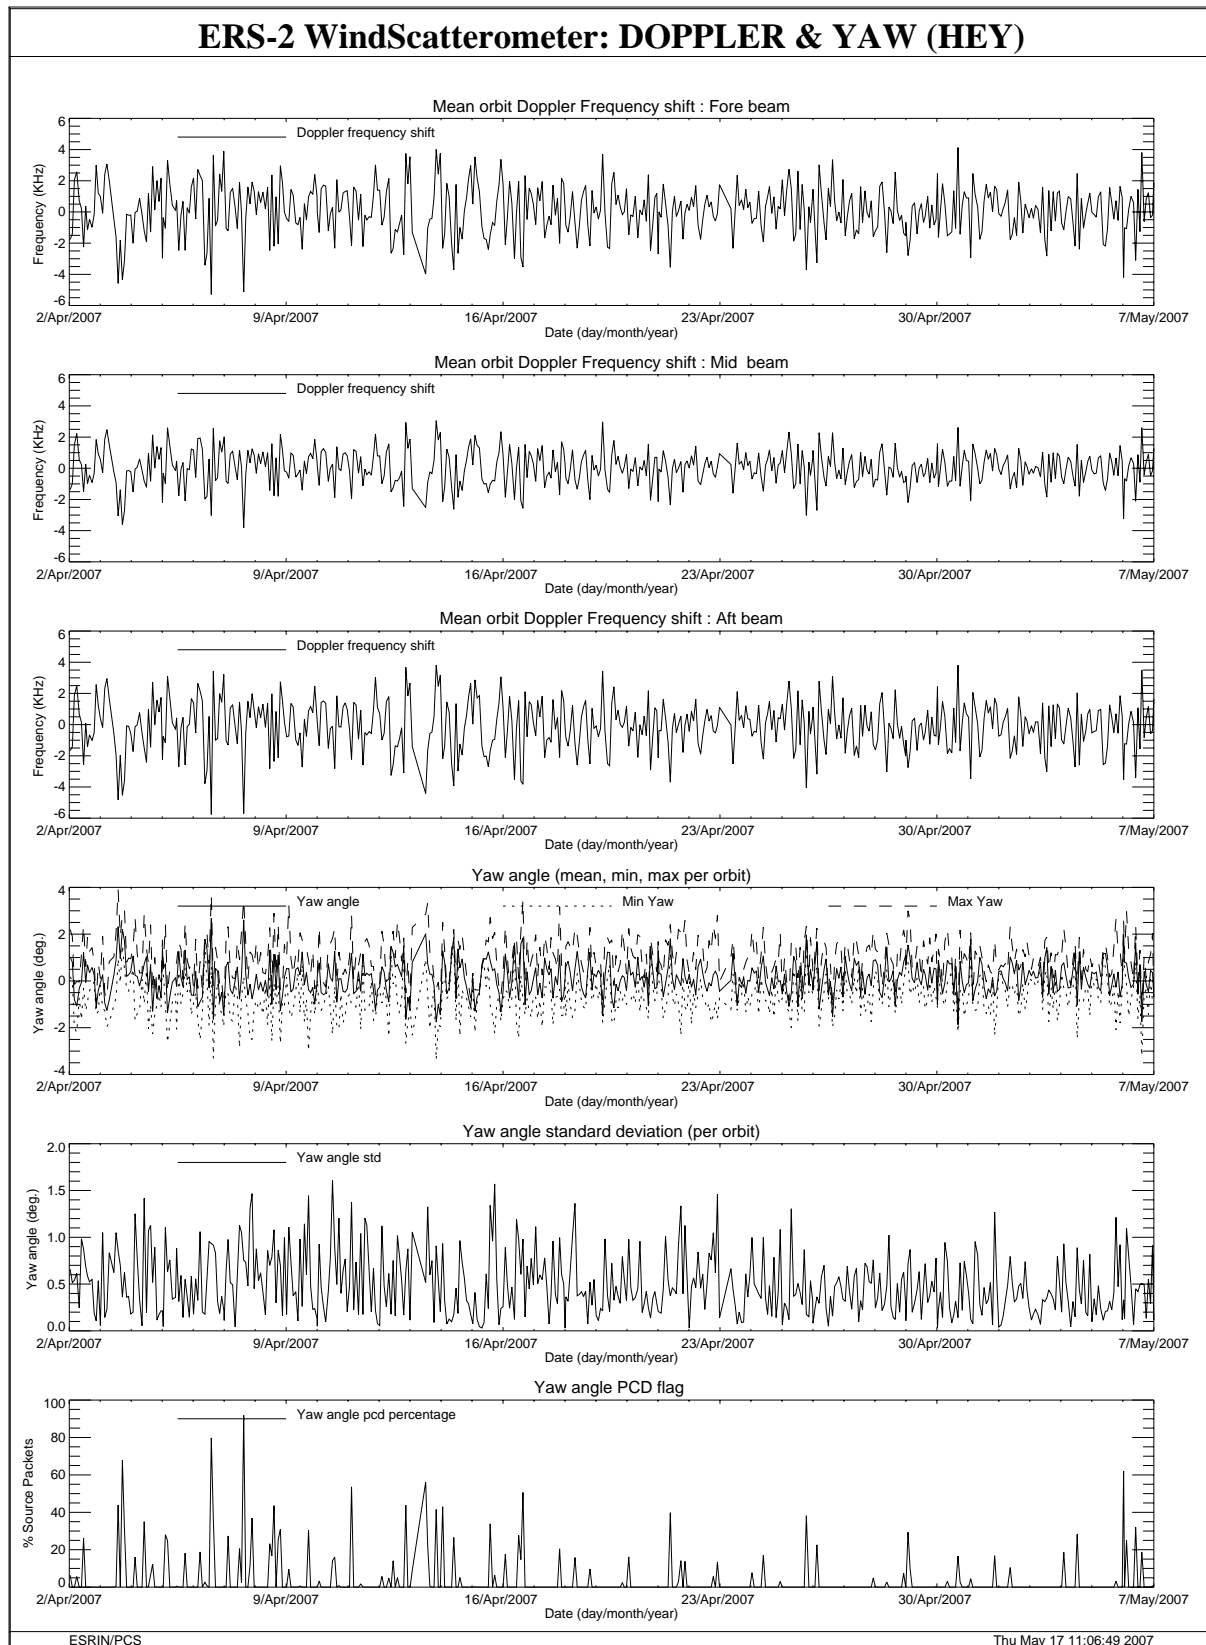 ERS-2 WindScatterometer: DOPPLER & YAW (HEY)
Mean orbit Doppler Frequency shift : Fore beam
Doppler frequency shift
Frequency (KHz)
6
4
2
0
-2
-4
-6
2/Apr/2007 9/Apr/2007 16/Apr/2007 23/Apr/2007 30/Apr/2007 7/May/2007
Date (day/month/year)
Mean orbit Doppler Frequency shift : Mid beam
Doppler frequency shift
Frequency (KHz)
6
4
2
0
-2
-4
-6
2/Apr/2007 9/Apr/2007 16/Apr/2007 23/Apr/2007 30/Apr/2007 7/May/2007
Date (day/month/year)
Mean orbit Doppler Frequency shift : Aft beam
Doppler frequency shift
Frequency (KHz)
6
4
2
0
-2
-4
-6
2/Apr/2007 9/Apr/2007 16/Apr/2007 23/Apr/2007 30/Apr/2007 7/May/2007
Date (day/month/year)
Yaw angle (mean, min, max per orbit)
Yaw angle Min Yaw Max Yaw
Yaw angle (deg.)
4
2
0
-2
-4
2/Apr/2007 9/Apr/2007 16/Apr/2007 23/Apr/2007 30/Apr/2007 7/May/2007
Date (day/month/year)
Yaw angle standard deviation (per orbit)
Yaw angle std
Yaw angle (deg.)
2.0
1.5
1.0
0.5
0.0
2/Apr/2007 9/Apr/2007 16/Apr/2007 23/Apr/2007 30/Apr/2007 7/May/2007
Date (day/month/year)
Yaw angle PCD flag
Yaw angle pcd percentage
% Source Packets
100
80
60
40
20
0
2/Apr/2007 9/Apr/2007 16/Apr/2007 23/Apr/2007 30/Apr/2007 7/May/2007
Date (day/month/year)
ESRIN/PCS Thu May 17 11:06:49 2007